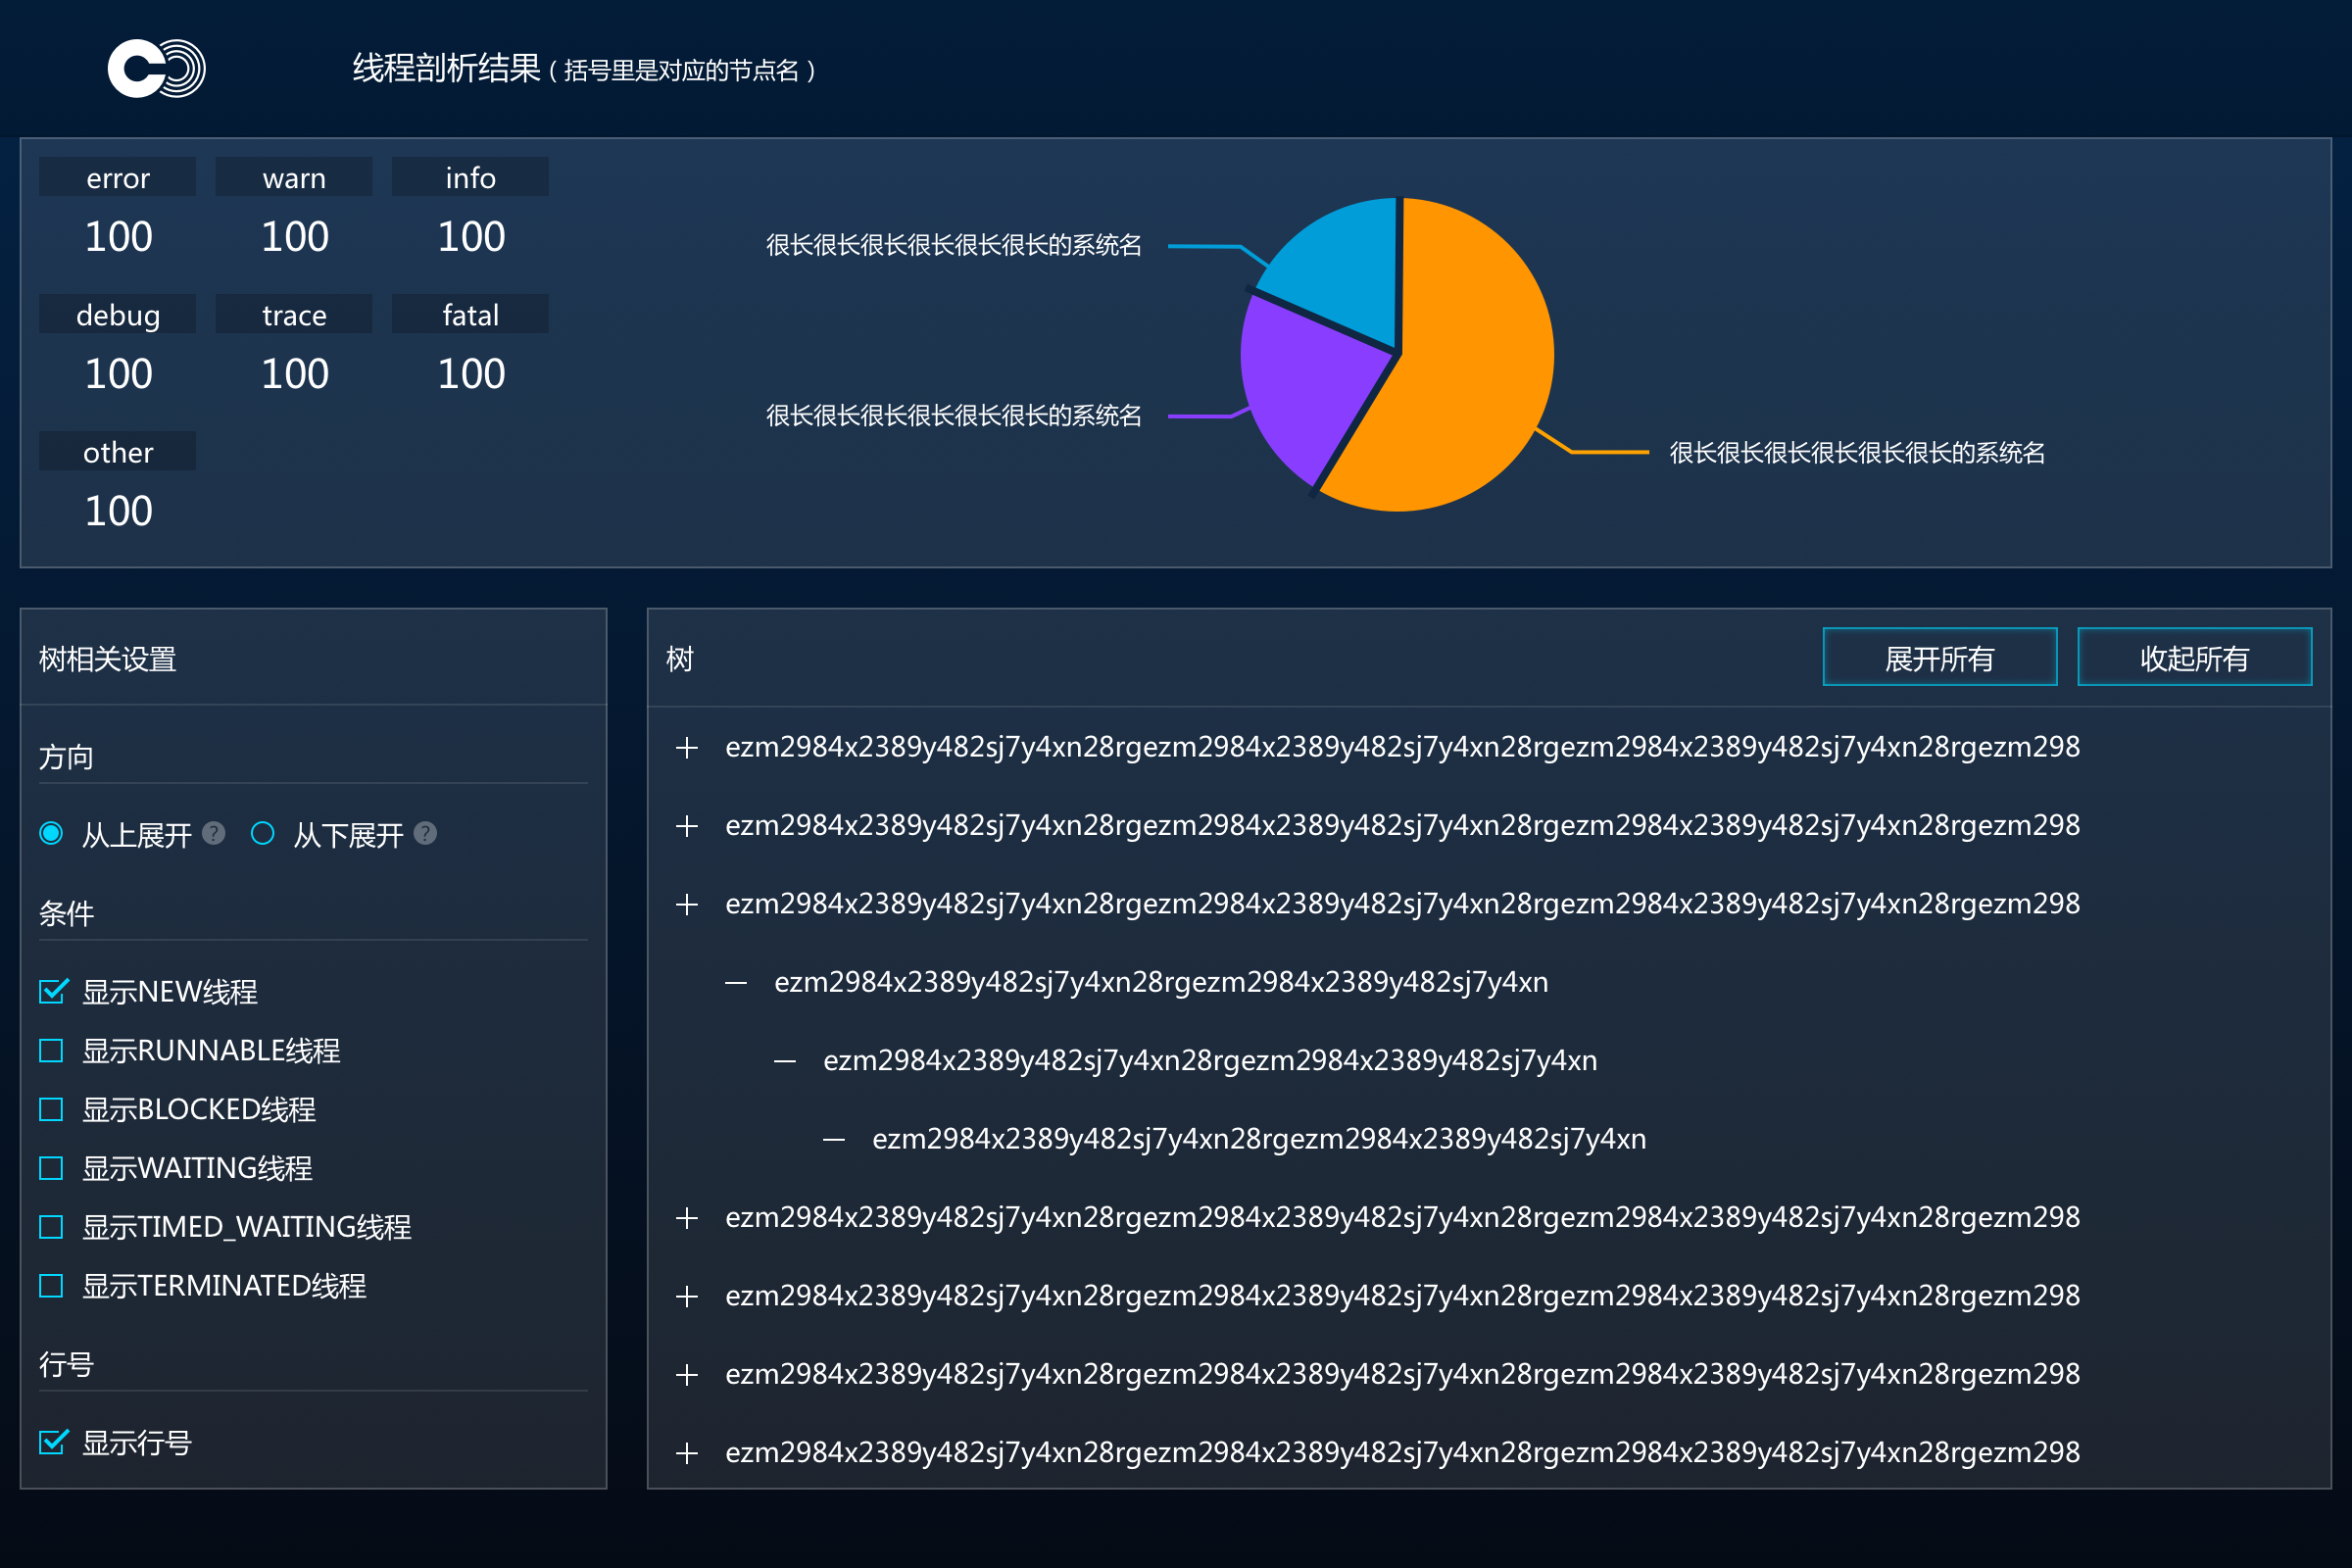 线程剖析结果（括号里是对应的节点名）
error warn info
100 100 100
debug trace fatal
100 100 100
other
100
很长很长很长很长很长很长的系统名
很长很长很长很长很长很长的系统名
很长很长很长很长很长很长的系统名
树相关设置
方向
从上展开 ? 从下展开 ?
条件
显示NEW线程
显示RUNNABLE线程
显示BLOCKED线程
显示WAITING线程
显示TIMED_WAITING线程
显示TERMINATED线程
行号
显示行号
树 展开所有 收起所有
ezm2984x2389y482sj7y4xn28rgezm2984x2389y482sj7y4xn28rgezm2984x2389y482sj7y4xn28rgezm298
ezm2984x2389y482sj7y4xn28rgezm2984x2389y482sj7y4xn28rgezm2984x2389y482sj7y4xn28rgezm298
ezm2984x2389y482sj7y4xn28rgezm2984x2389y482sj7y4xn28rgezm2984x2389y482sj7y4xn28rgezm298
ezm2984x2389y482sj7y4xn28rgezm2984x2389y482sj7y4xn
ezm2984x2389y482sj7y4xn28rgezm2984x2389y482sj7y4xn
ezm2984x2389y482sj7y4xn28rgezm2984x2389y482sj7y4xn
ezm2984x2389y482sj7y4xn28rgezm2984x2389y482sj7y4xn28rgezm2984x2389y482sj7y4xn28rgezm298
ezm2984x2389y482sj7y4xn28rgezm2984x2389y482sj7y4xn28rgezm2984x2389y482sj7y4xn28rgezm298
ezm2984x2389y482sj7y4xn28rgezm2984x2389y482sj7y4xn28rgezm2984x2389y482sj7y4xn28rgezm298
ezm2984x2389y482sj7y4xn28rgezm2984x2389y482sj7y4xn28rgezm2984x2389y482sj7y4xn28rgezm298